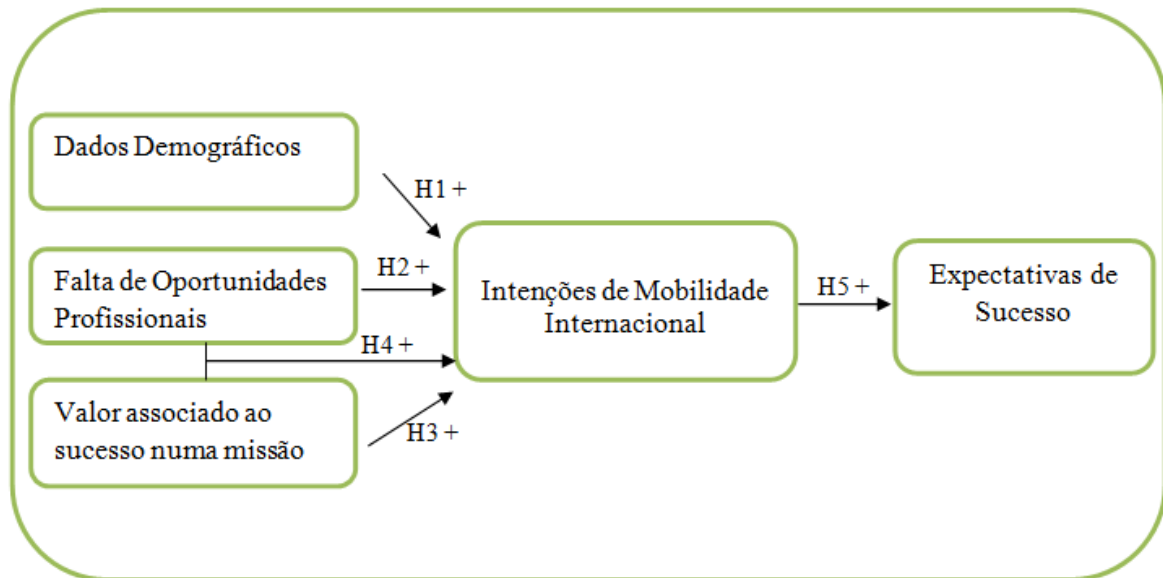 Dados Demográficos
H1 +
Falta de Oportunidades
Profissionais
H2 +
H4 +
Valor associado ao
sucesso numa missão
H3 +
Intenções de Mobilidade
Internacional
H5 +
Expectativas de
Sucesso